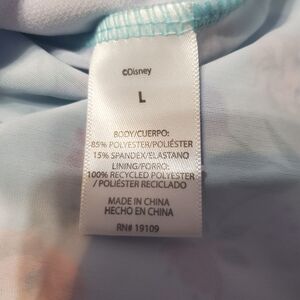 ©Disney
L
BODY/CUERPO:
85% POLYESTER/POLIÉSTER
15% SPANDEX/ELASTANO
LINING/FORRO:
100% RECYCLED POLYESTER
/ POLIÉSTER RECICLADO
MADE IN CHINA
HECHO EN CHINA
RN# 19109